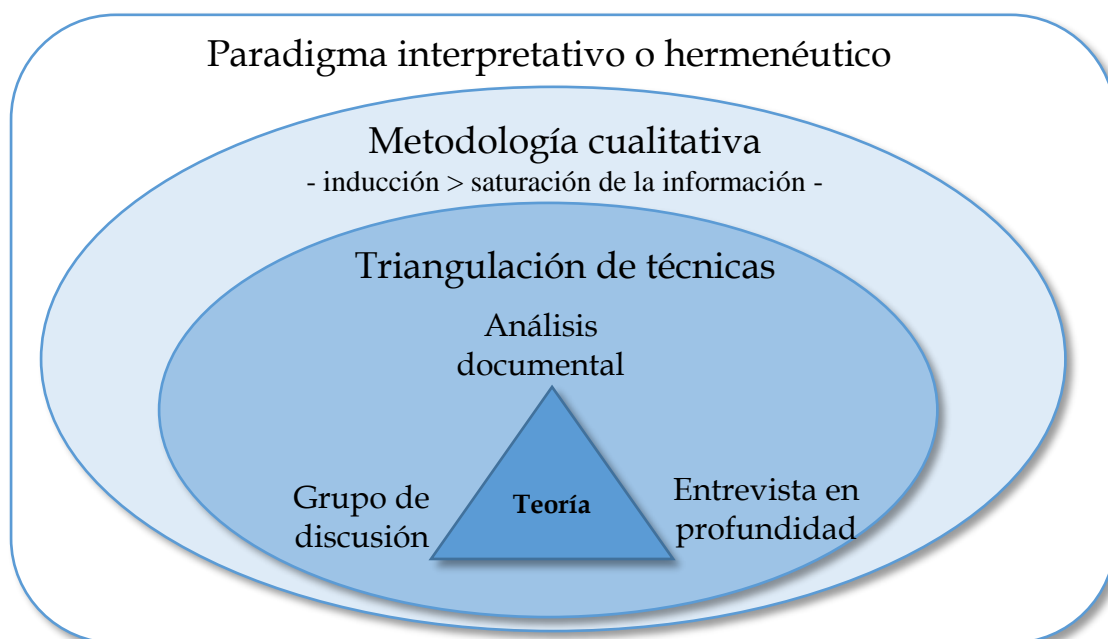 Paradigma interpretativo o hermenéutico
Metodología cualitativa
- inducción > saturación de la información -
Triangulación de técnicas
Análisis
documental
Grupo de
discusión
Teoría
Entrevista en
profundidad